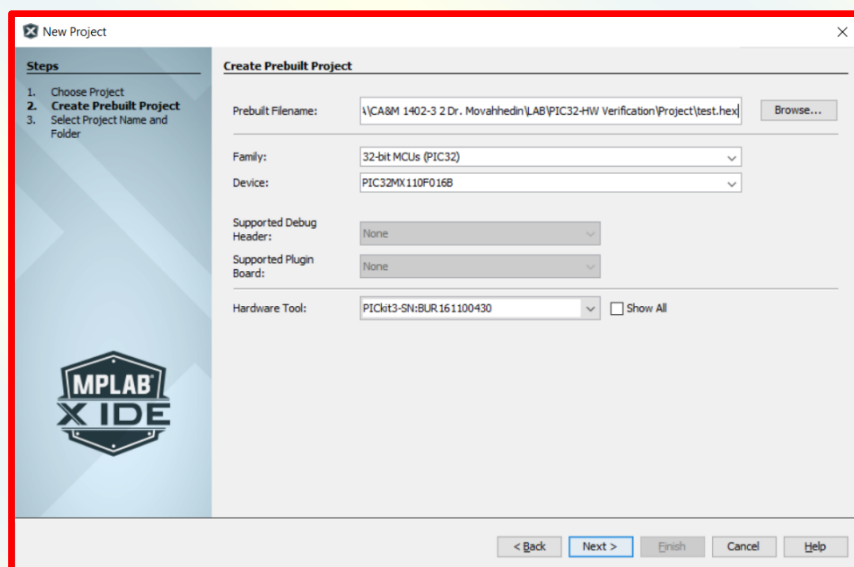 New Project
Steps
1. Choose Project
2. Create Prebuilt Project
3. Select Project Name and
Folder
Create Prebuilt Project
Prebuilt Filename:
\CA&M 1402-3 2 Dr. Movahhedin\LAB\PIC32-HW Verification\Project\test.hex
Browse...
Family:
32-bit MCUs (PIC32)
Device:
PIC32MX110F016B
Supported Debug
Header:
None
Supported Plugin
Board:
None
Hardware Tool:
PICkit3-SN:BUR161100430
Show All
MPLAB
X IDE
< Back
Next >
Finish
Cancel
Help